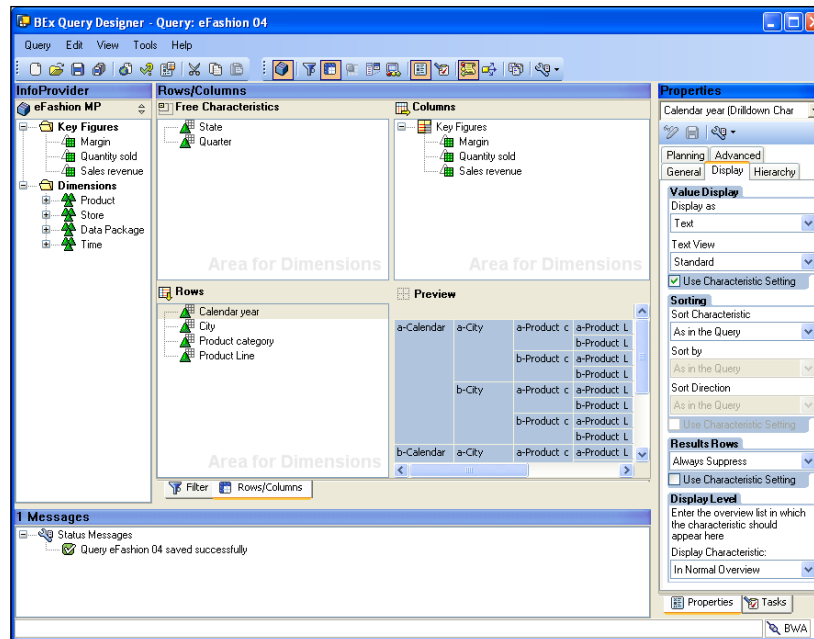 BEx Query Designer - Query: eFashion 04
Query Edit View Tools Help
InfoProvider
eFashion MP
Key Figures
Margin
Quantity sold
Sales revenue
Dimensions
Product
Store
Data Package
Time
Rows/Columns
Free Characteristics
State
Quarter
Area for Dimensions
Columns
Key Figures
Margin
Quantity sold
Sales revenue
Area for Dimensions
Rows
Calendar year
City
Product category
Product Line
Area for Dimensions
Preview
a-Calendar a-City a-Product c a-Product L
b-Product L
b-Product c a-Product L
b-Product L
b-City a-Product c a-Product L
b-Product L
b-Product c a-Product L
b-Product L
b-Calendar a-City a-Product c a-Product L
Filter Rows/Columns
Properties
Calendar year (Drilldown Char
Planning Advanced
General Display Hierarchy
Value Display
Display as
Text
Text View
Standard
Use Characteristic Setting
Sorting
Sort Characteristic
As in the Query
Sort by
As in the Query
Sort Direction
As in the Query
Use Characteristic Setting
Results Rows
Always Suppress
Use Characteristic Setting
Display Level
Enter the overview list in which
the characteristic should
appear here
Display Characteristic:
In Normal Overview
Properties Tasks
1 Messages
Status Messages
Query eFashion 04 saved successfully
BWA